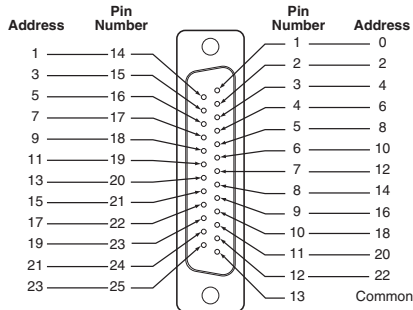 Address Pin Number Pin Number Address
1 14 1 0
3 15 2 2
5 16 3 4
7 17 4 6
9 18 5 8
11 19 6 10
13 20 7 12
15 21 8 14
17 22 9 16
19 23 10 18
21 24 11 20
23 25 12 22
13 Common